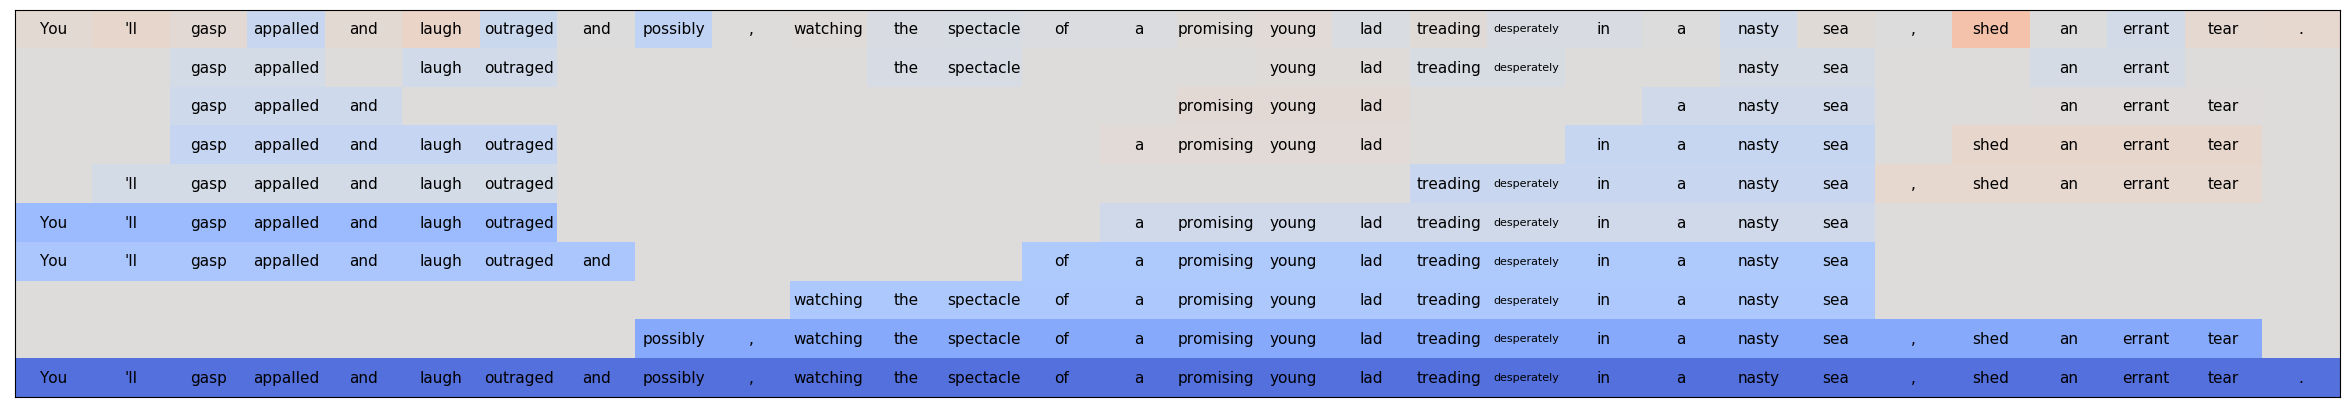 You 'll gasp appalled and laugh outraged and possibly , watching the spectacle of a promising young lad treading desperately in a nasty sea , shed an errant tear .
gasp appalled laugh outraged the spectacle young lad treading desperately nasty sea an errant
gasp appalled and promising young lad a nasty sea an errant tear
gasp appalled and laugh outraged a promising young lad in a nasty sea shed an errant tear
'll gasp appalled and laugh outraged treading desperately in a nasty sea , shed an errant tear
You 'll gasp appalled and laugh outraged a promising young lad treading desperately in a nasty sea
You 'll gasp appalled and laugh outraged and of a promising young lad treading desperately in a nasty sea
watching the spectacle of a promising young lad treading desperately in a nasty sea
possibly , watching the spectacle of a promising young lad treading desperately in a nasty sea , shed an errant tear
You 'll gasp appalled and laugh outraged and possibly , watching the spectacle of a promising young lad treading desperately in a nasty sea , shed an errant tear .